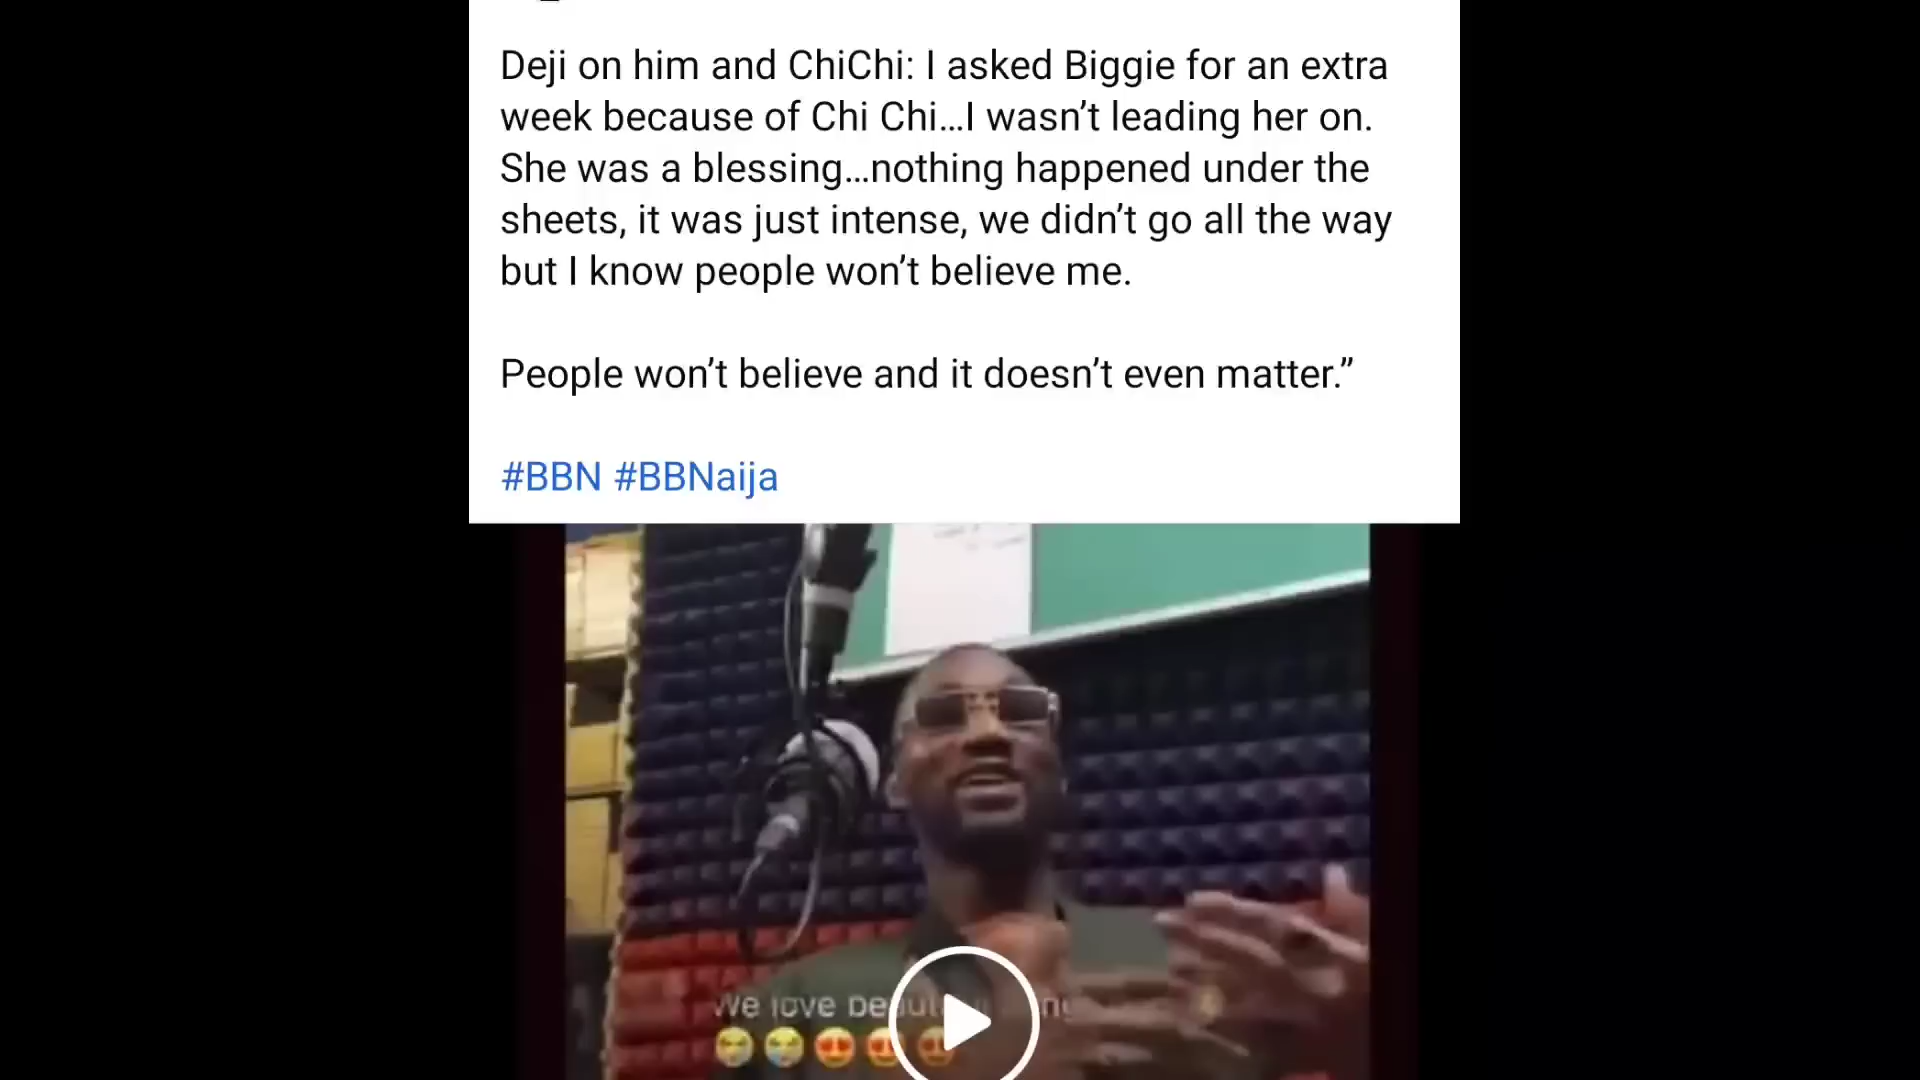 Deji on him and ChiChi: I asked Biggie for an extra
week because of Chi Chi…I wasn’t leading her on.
She was a blessing…nothing happened under the
sheets, it was just intense, we didn’t go all the way
but I know people won’t believe me.
People won’t believe and it doesn’t even matter.”
#BBN #BBNaija
We love